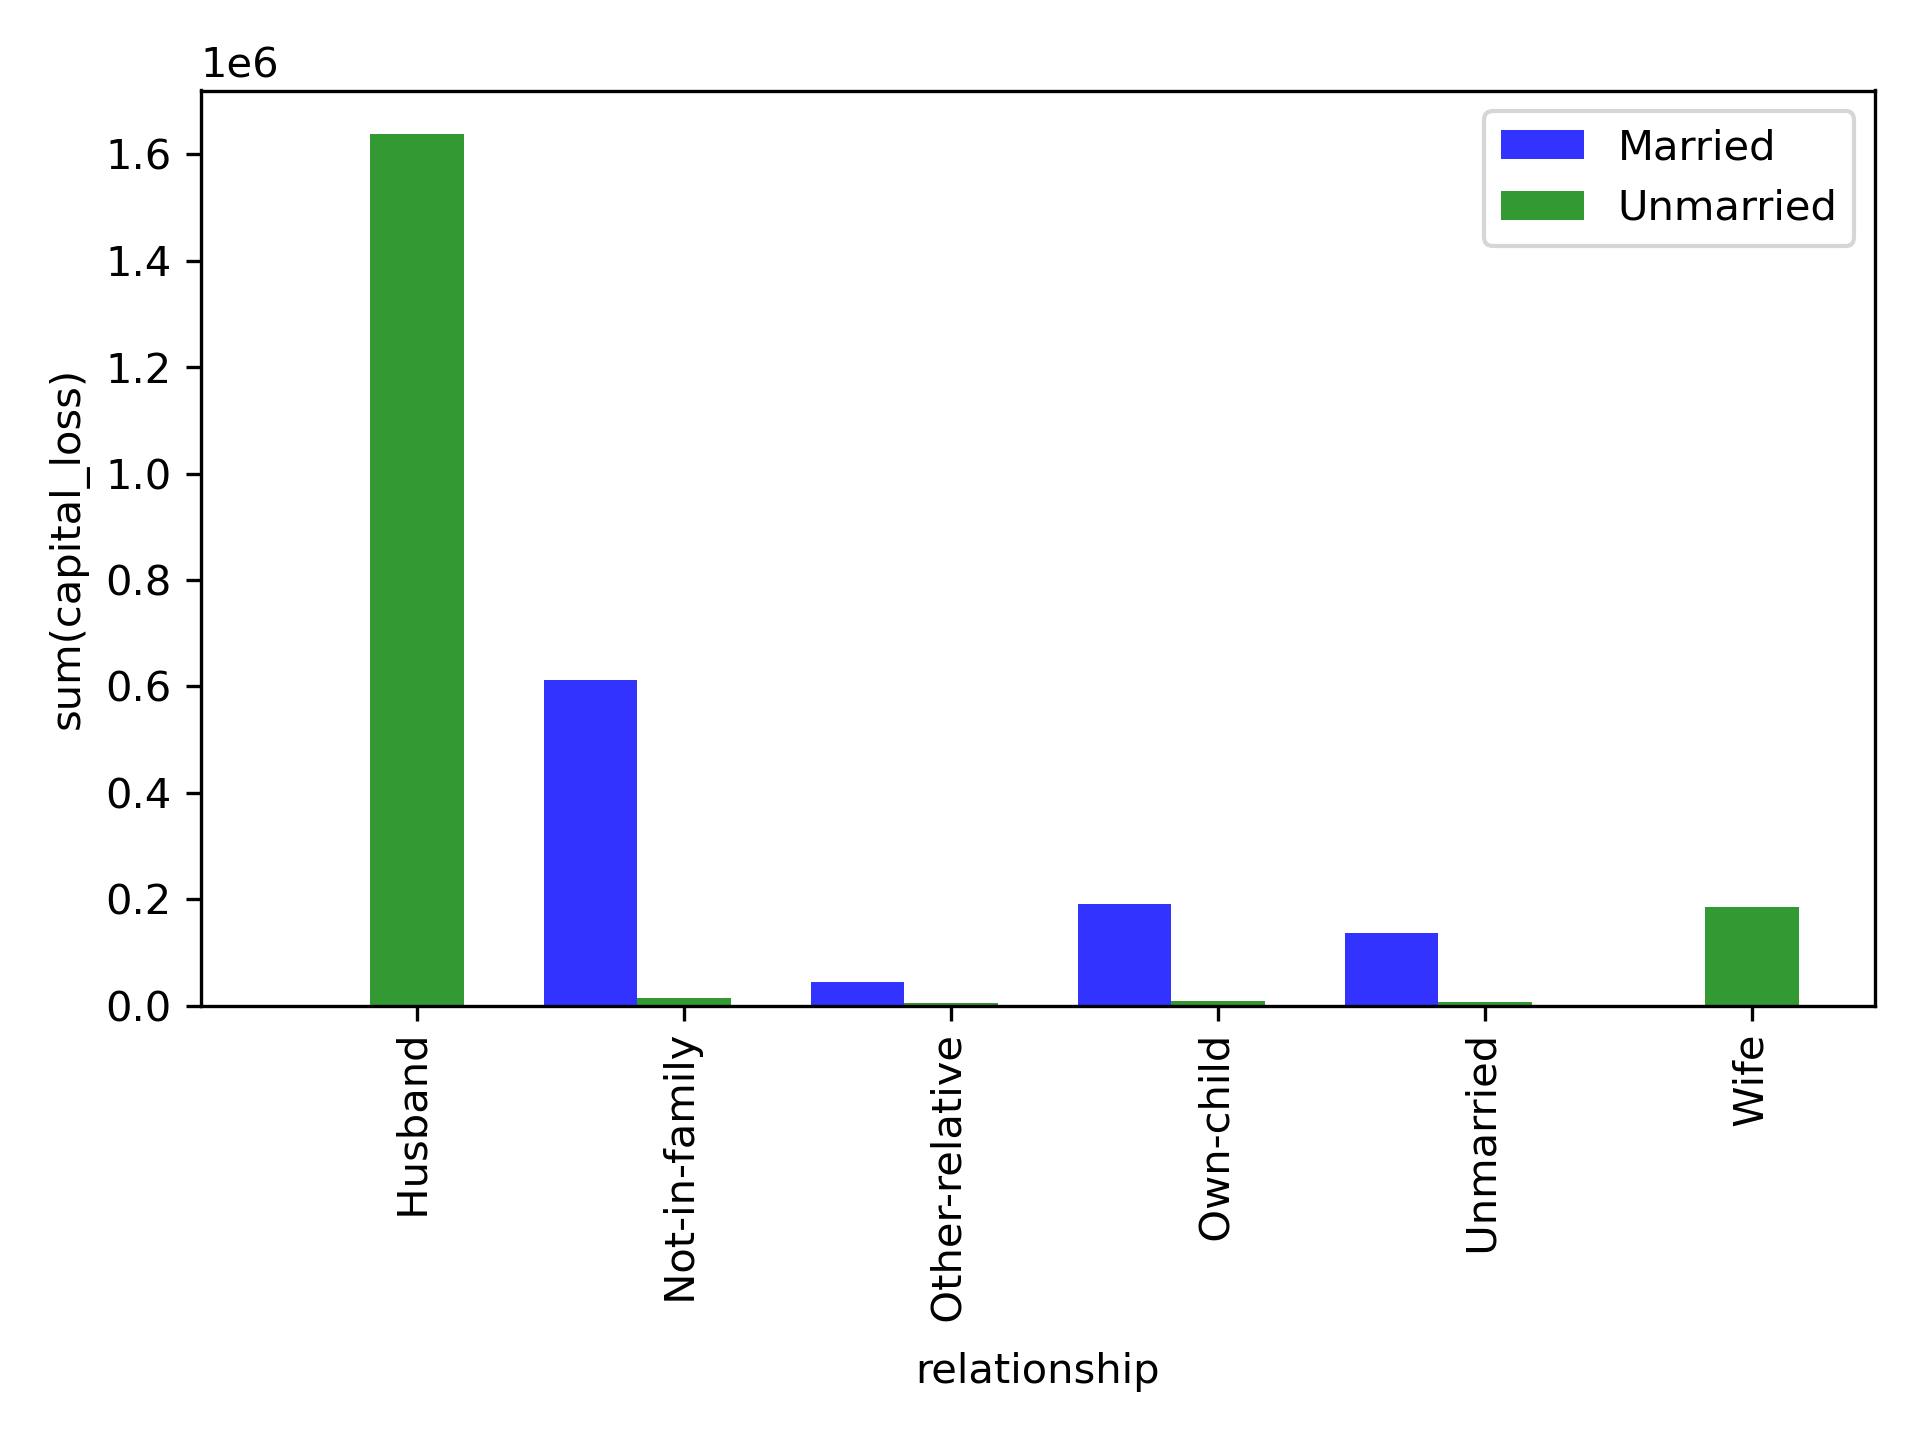 1e6
1.6
1.4
1.2
1.0
0.8
0.6
0.4
0.2
0.0
sum(capital_loss)
Married
Unmarried
Husband
Not-in-family
Other-relative
Own-child
Unmarried
Wife
relationship